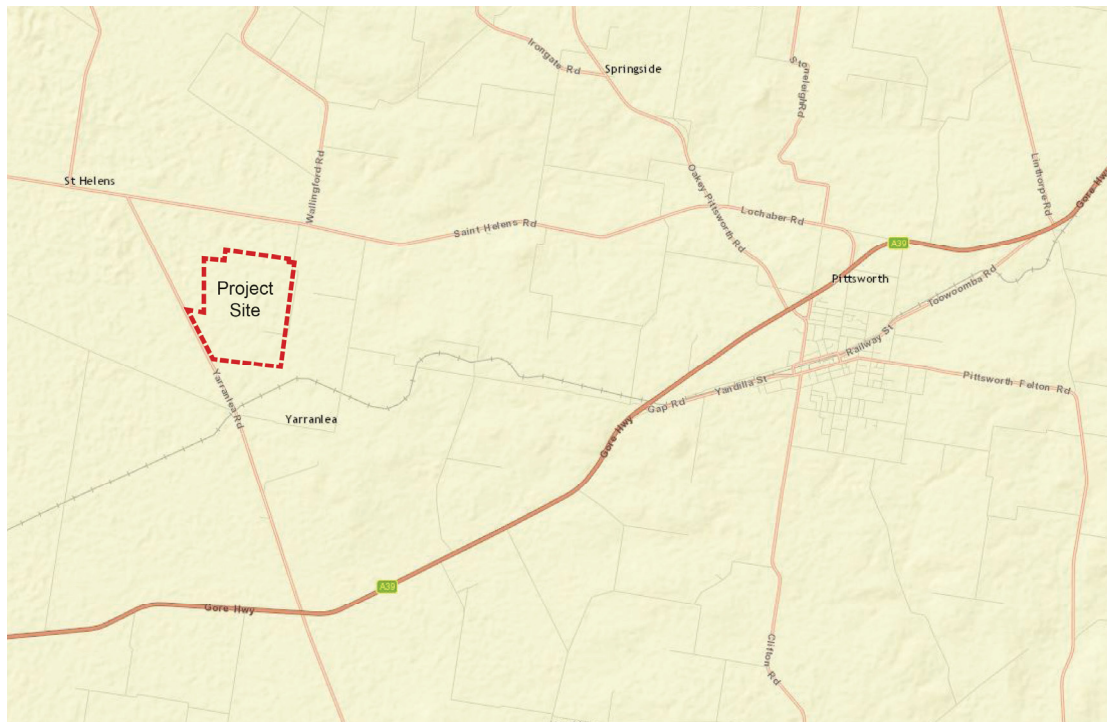 Irongate Rd
Springside
Stoneleigh Rd
Linthorpe Rd
Gore Hwy
St Helens
Wallingford Rd
Oakey Pittsworth Rd
Saint Helens Rd
Lochaber Rd
A39
Project
Site
Pittsworth
Toowoomba Rd
Railway St
Yarranlea Rd
Yandilla St
Pittsworth Felton Rd
Gap Rd
Yarranlea
Gore Hwy
A39
Gore Hwy
Clifton Rd